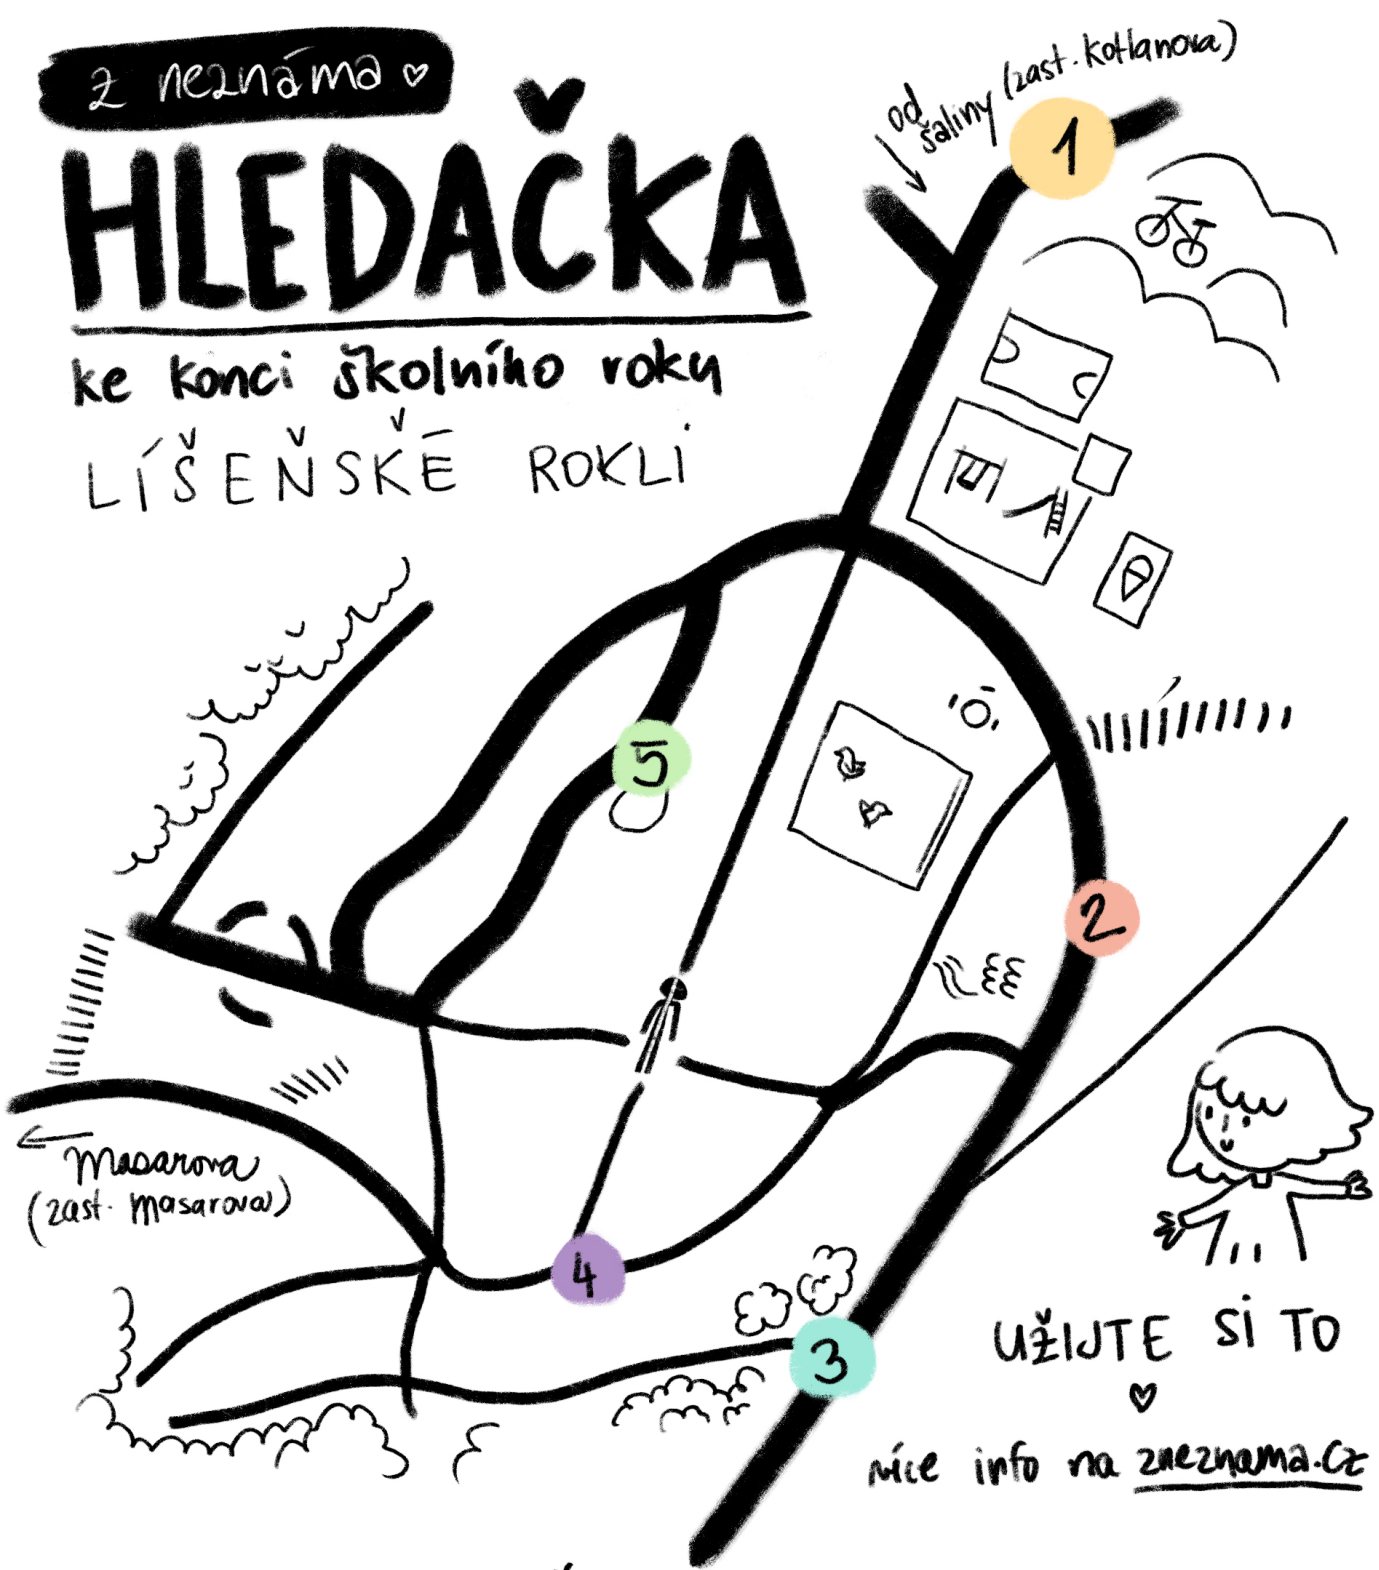 z neznáma ♡
HLEDAČKA
ke konci školního roku
LÍŠEŇSKÉ ROKLI
od šaliny (zast. Kotlanova)
1
5
2
Masarova
(zast. Masarova)
4
3
UŽIJTE SI TO
♡
více info na zneznama.cz